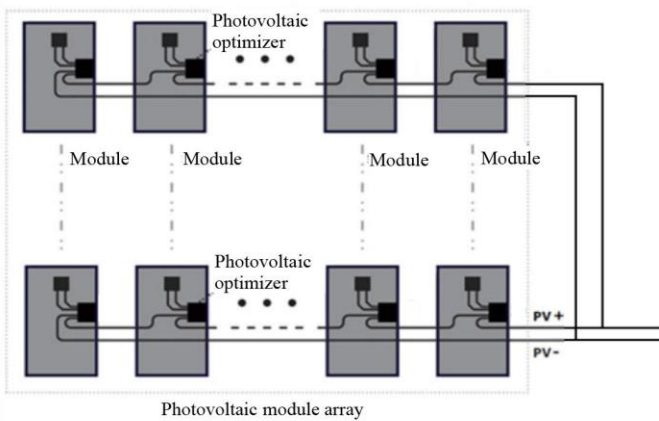 Photovoltaic
optimizer
Module
Module
Module
Module
Photovoltaic
optimizer
PV+
PV-
Photovoltaic module array